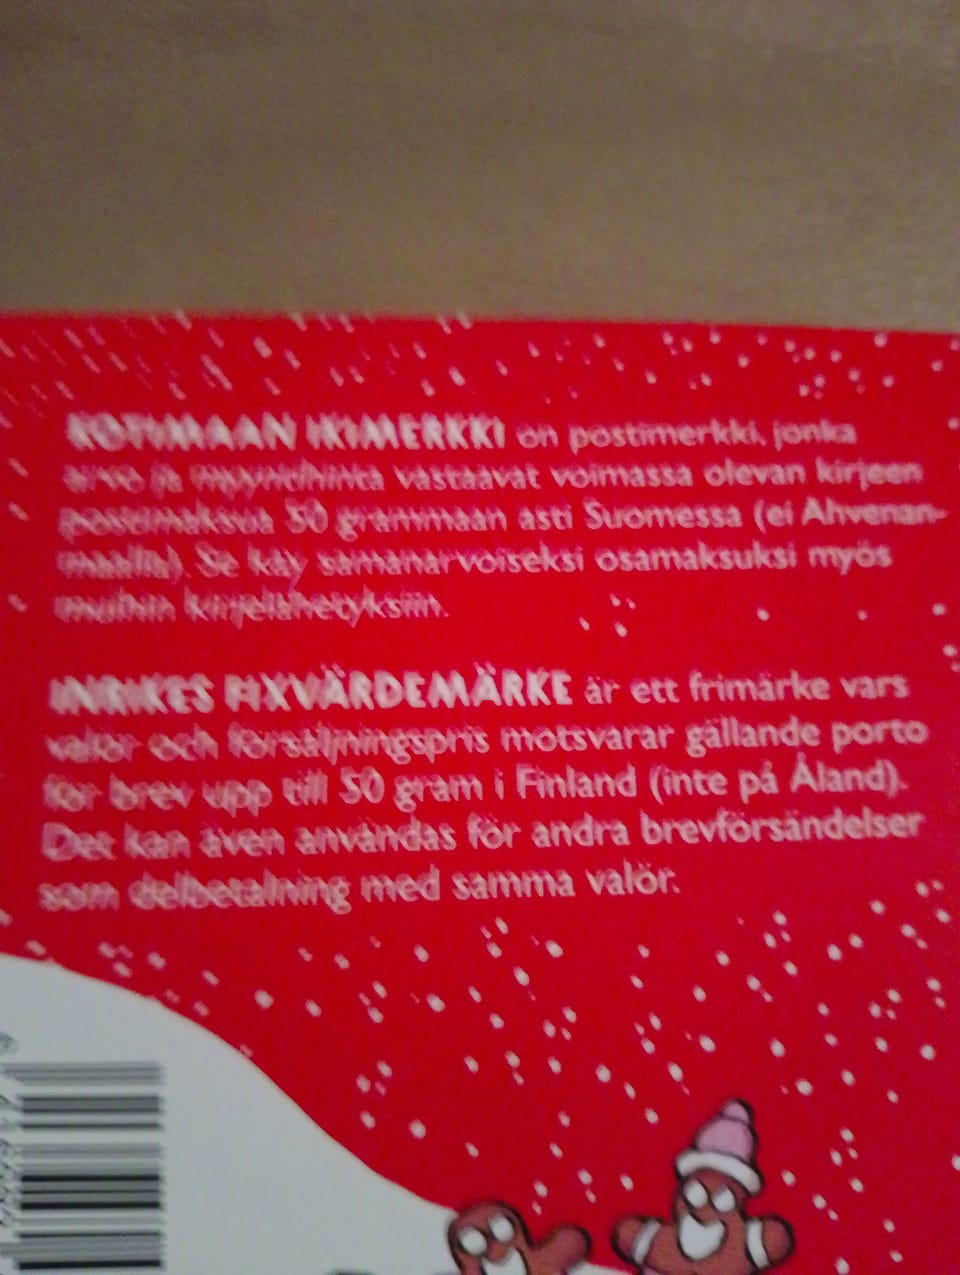 KOTIMAAN IKIMERKKI on postimerkki, jonka
arvo ja myyntihinta vastaavat voimassa olevan kirjeen
postimaksua 50 grammaan asti Suomessa (ei Ahvenan-
maalla). Se käy samanarvoiseksi osamaksuksi myös
muihin kirjelähetyksiin.
INRIKES FIXVÄRDEMÄRKE är ett frimärke vars
valör och försäljningspris motsvarar gällande porto
för brev upp till 50 gram i Finland (inte på Åland).
Det kan även användas för andra brevförsändelser
som delbetalning med samma valör.